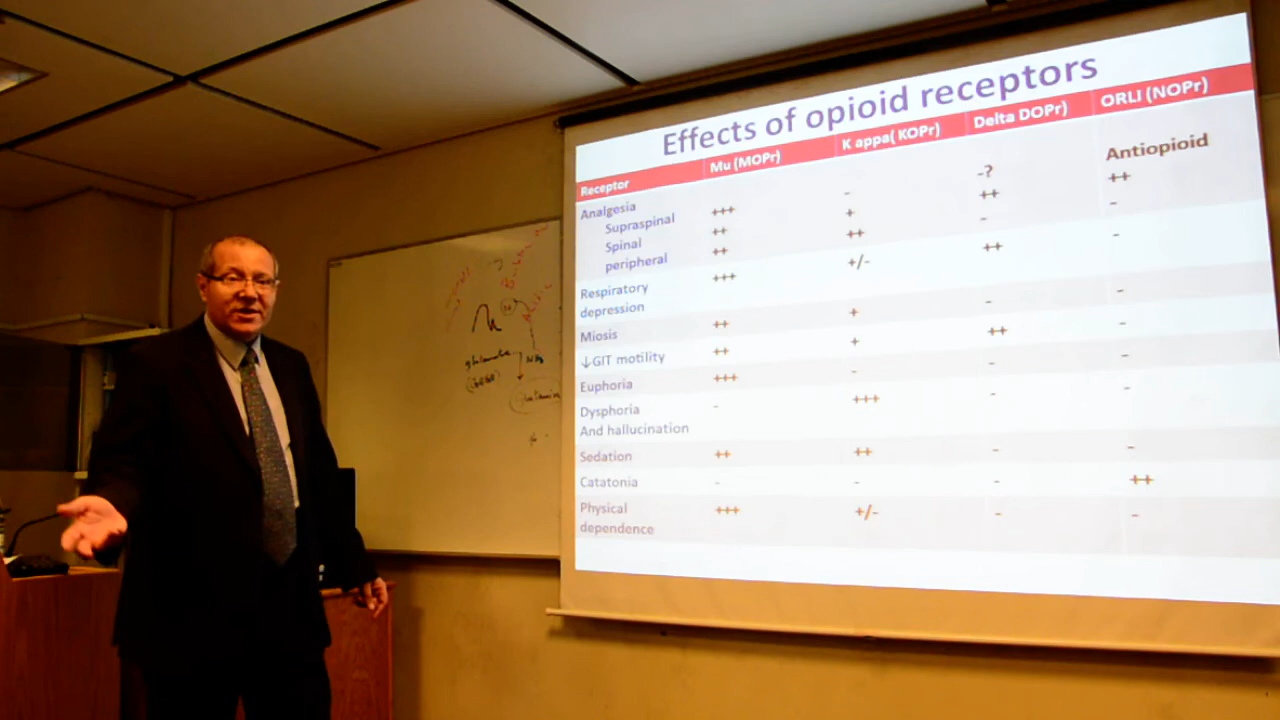 Effects of opioid receptors
Receptor Mu (MOPr) K appa( KOPr) Delta DOPr) ORLI (NOPr)
Analgesia -? Antiopioid
Supraspinal +++ - ++ ++
Spinal ++ + - -
peripheral ++ ++
Respiratory depression +++ +/- ++ -
Miosis ++ + - -
↓GIT motility ++ + ++ -
Euphoria +++ - - -
Dysphoria - +++ - -
And hallucination
Sedation ++ ++ - -
Catatonia - - - ++
Physical +++ +/- - -
dependence
glutamate